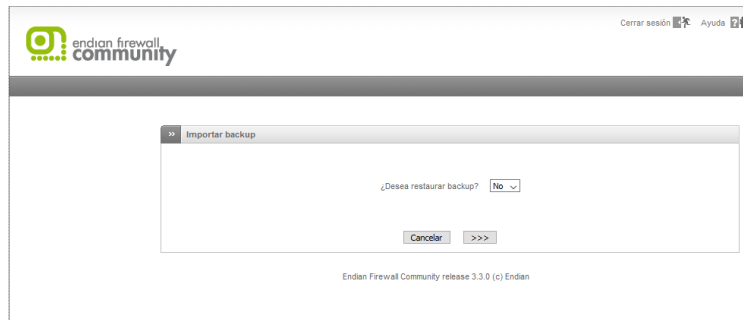 Cerrar sesión Ayuda
endian firewall
community
>> Importar backup
¿Desea restaurar backup? No
Cancelar >>>
Endian Firewall Community release 3.3.0 (c) Endian